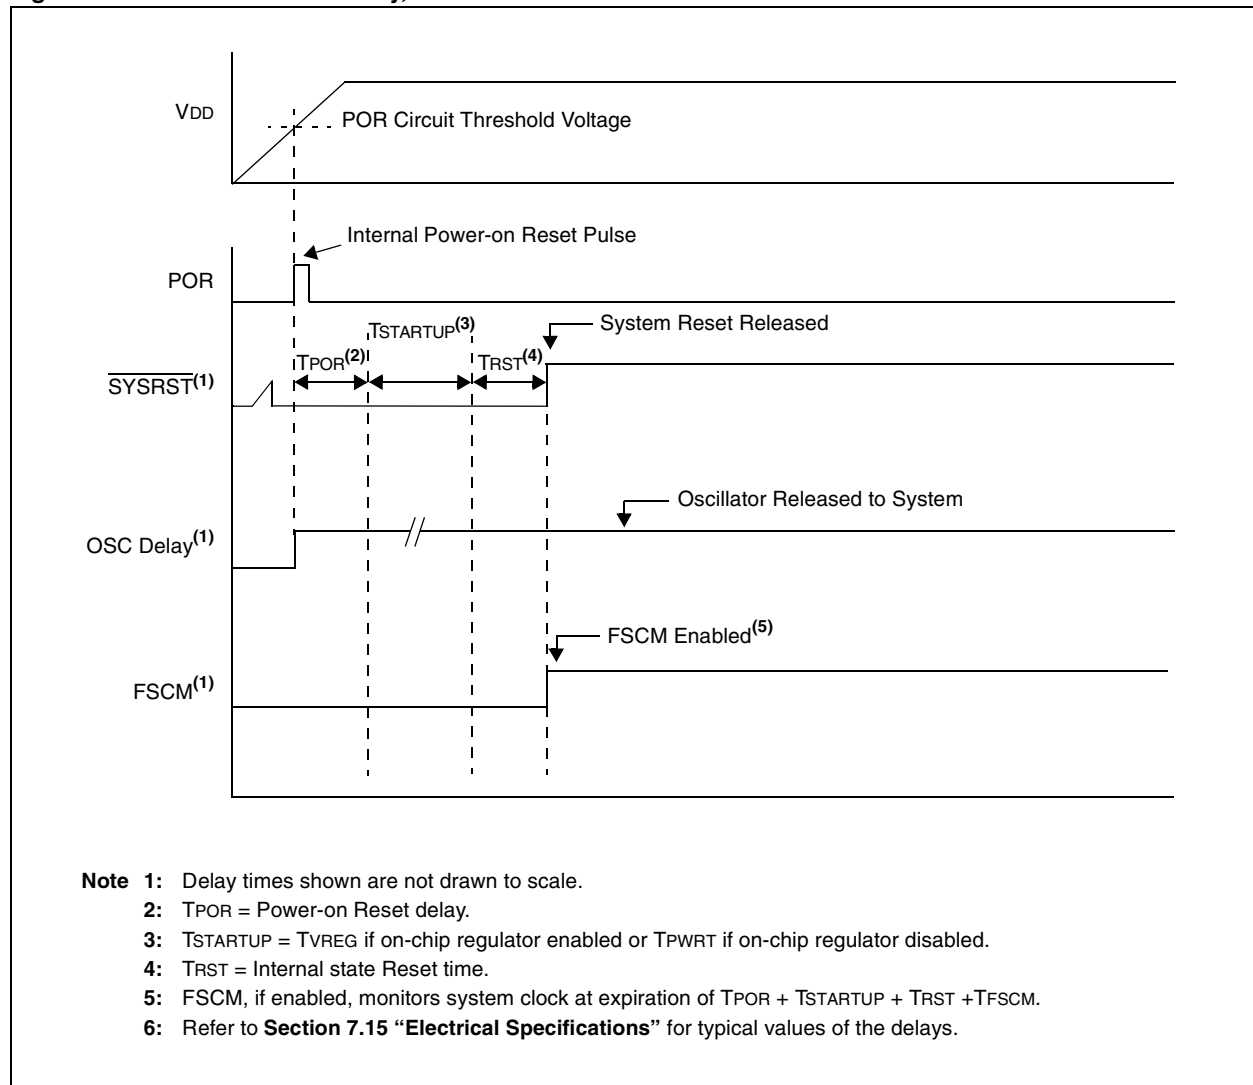 VDD
POR Circuit Threshold Voltage
Internal Power-on Reset Pulse
POR
TSTARTUP(3)
System Reset Released
TPOR(2)
TRST(4)
SYSRST(1)
Oscillator Released to System
OSC Delay(1)
FSCM Enabled(5)
FSCM(1)
Note 1: Delay times shown are not drawn to scale.
2: TPOR = Power-on Reset delay.
3: TSTARTUP = TVREG if on-chip regulator enabled or TPWRT if on-chip regulator disabled.
4: TRST = Internal state Reset time.
5: FSCM, if enabled, monitors system clock at expiration of TPOR + TSTARTUP + TRST +TFSCM.
6: Refer to Section 7.15 “Electrical Specifications” for typical values of the delays.